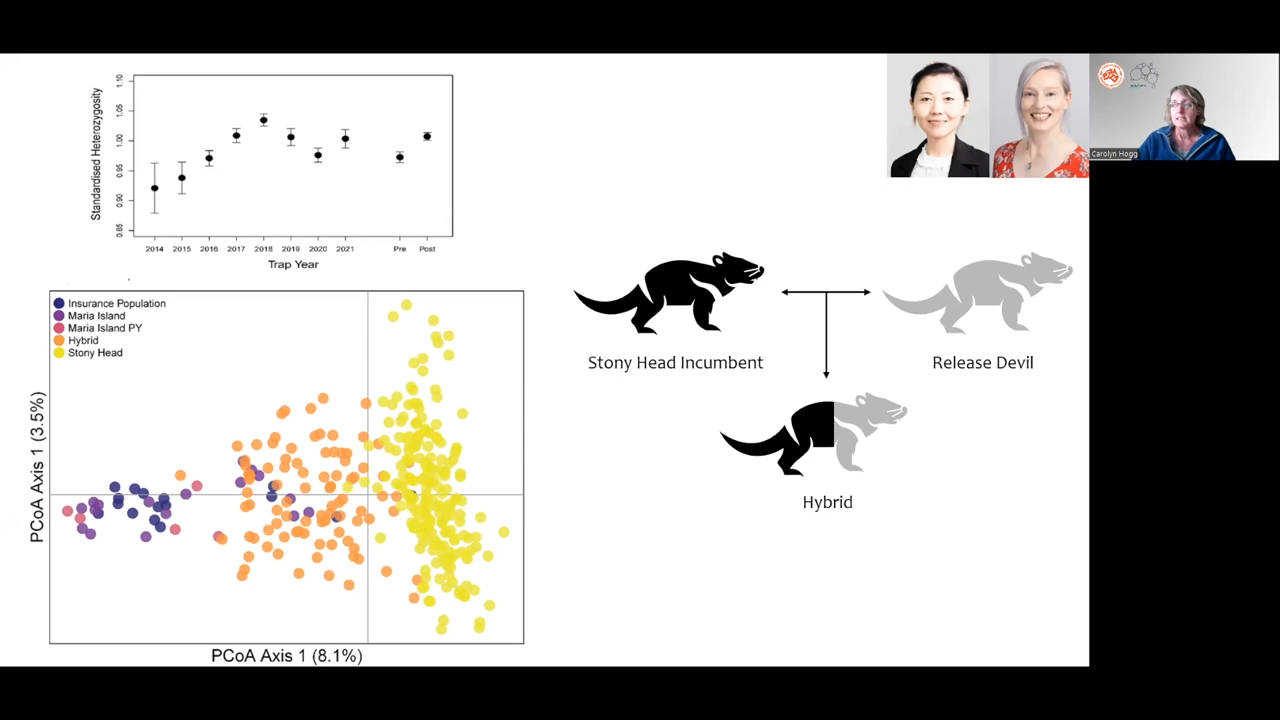 Standardised Heterozygosity
1.10
1.05
1.00
0.95
0.90
0.85
2014 2015 2016 2017 2018 2019 2020 2021 Pre Post
Trap Year
Insurance Population
Maria Island
Maria Island PY
Hybrid
Stony Head
PCoA Axis 1 (3.5%)
PCoA Axis 1 (8.1%)
Carolyn Hogg
Stony Head Incumbent
Release Devil
Hybrid